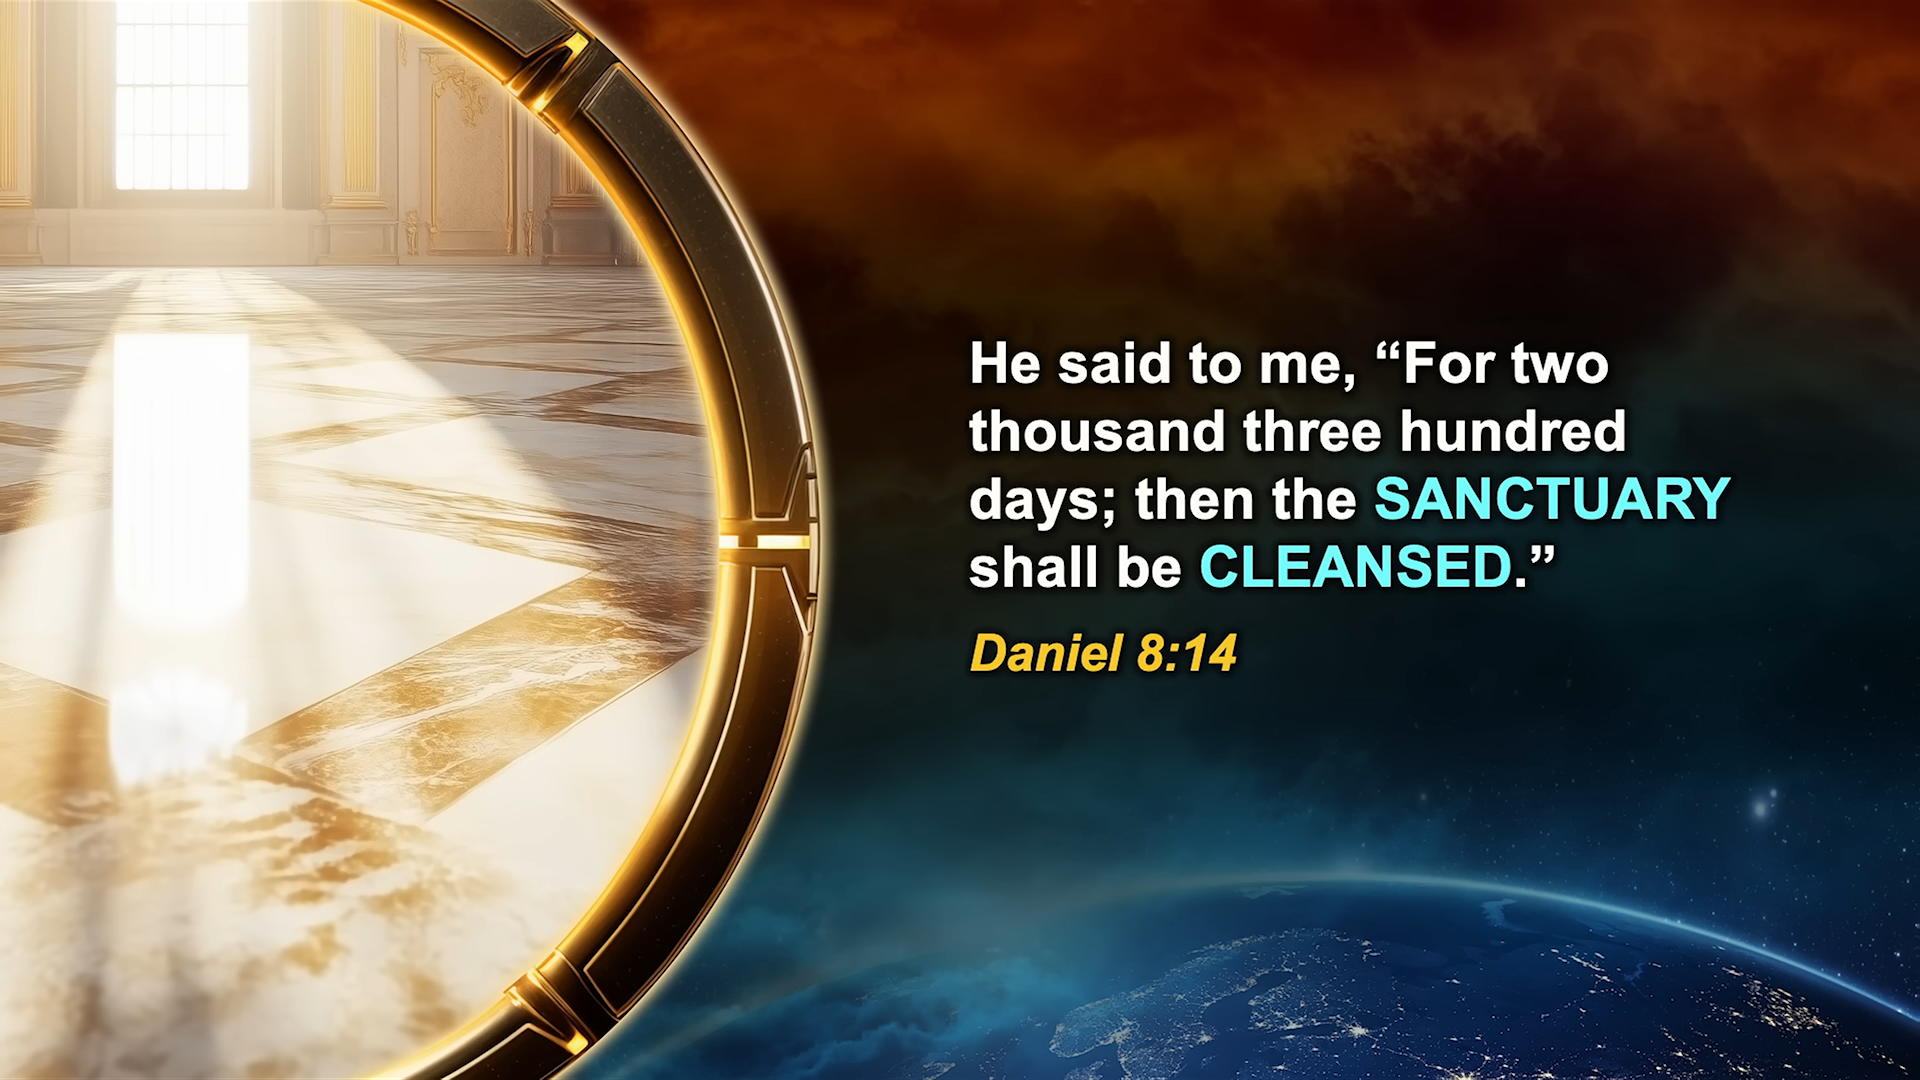 He said to me, “For two
thousand three hundred
days; then the SANCTUARY
shall be CLEANSED.”
Daniel 8:14